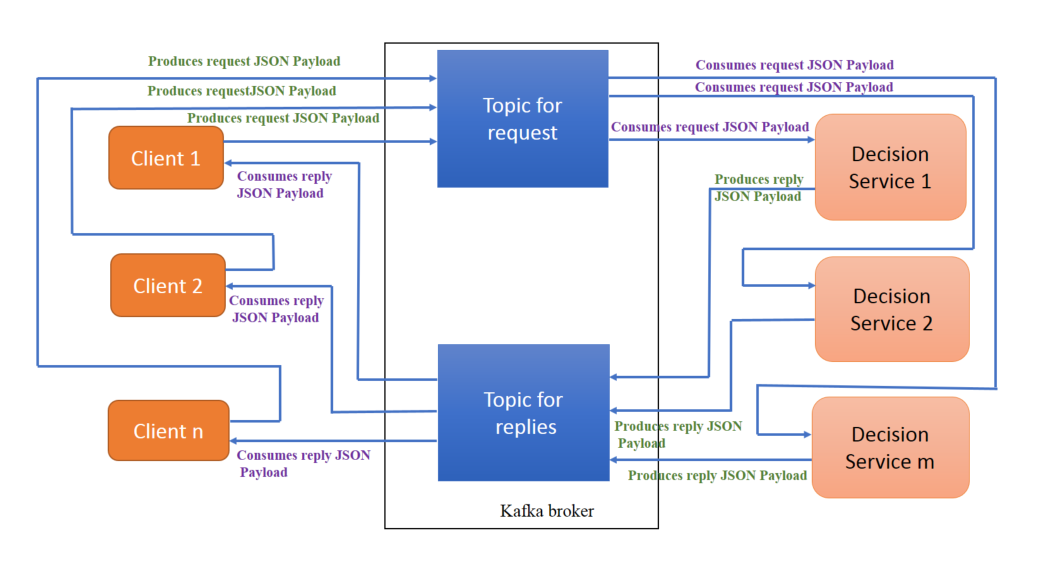 Produces request JSON Payload
Produces requestJSON Payload
Produces request JSON Payload
Client 1
Consumes reply
JSON Payload
Client 2
Consumes reply
JSON Payload
Client n
Consumes reply JSON
Payload
Topic for
request
Topic for
replies
Kafka broker
Consumes request JSON Payload
Consumes request JSON Payload
Consumes request JSON Payload
Decision
Service 1
Produces reply
JSON Payload
Decision
Service 2
Produces reply JSON
Payload
Decision
Service m
Produces reply JSON Payload